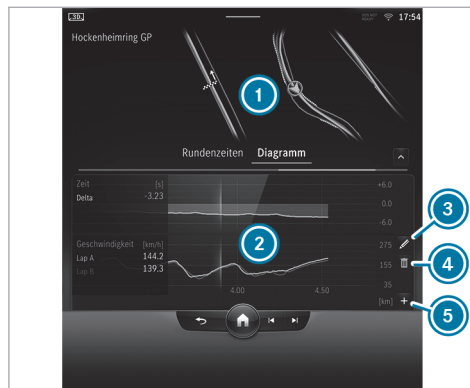 3D
17:54
Hockenheimring GP
1
Rundenzeiten Diagramm
Zeit [s]
+6.0
Delta -3.23
0.0
-6.0
3
Geschwindigkeit [km/h]
2
275
Lap A 144.2
155
4
Lap B 139.3
35
4.00 4.50
[km]
5